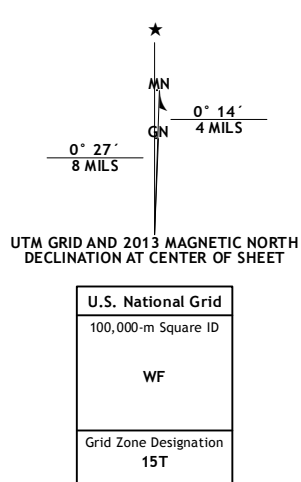 ★
MN
0° 14´
4 MILS
GN
0° 27´
8 MILS
UTM GRID AND 2013 MAGNETIC NORTH
DECLINATION AT CENTER OF SHEET
U.S. National Grid
100,000-m Square ID
WF
Grid Zone Designation
15T